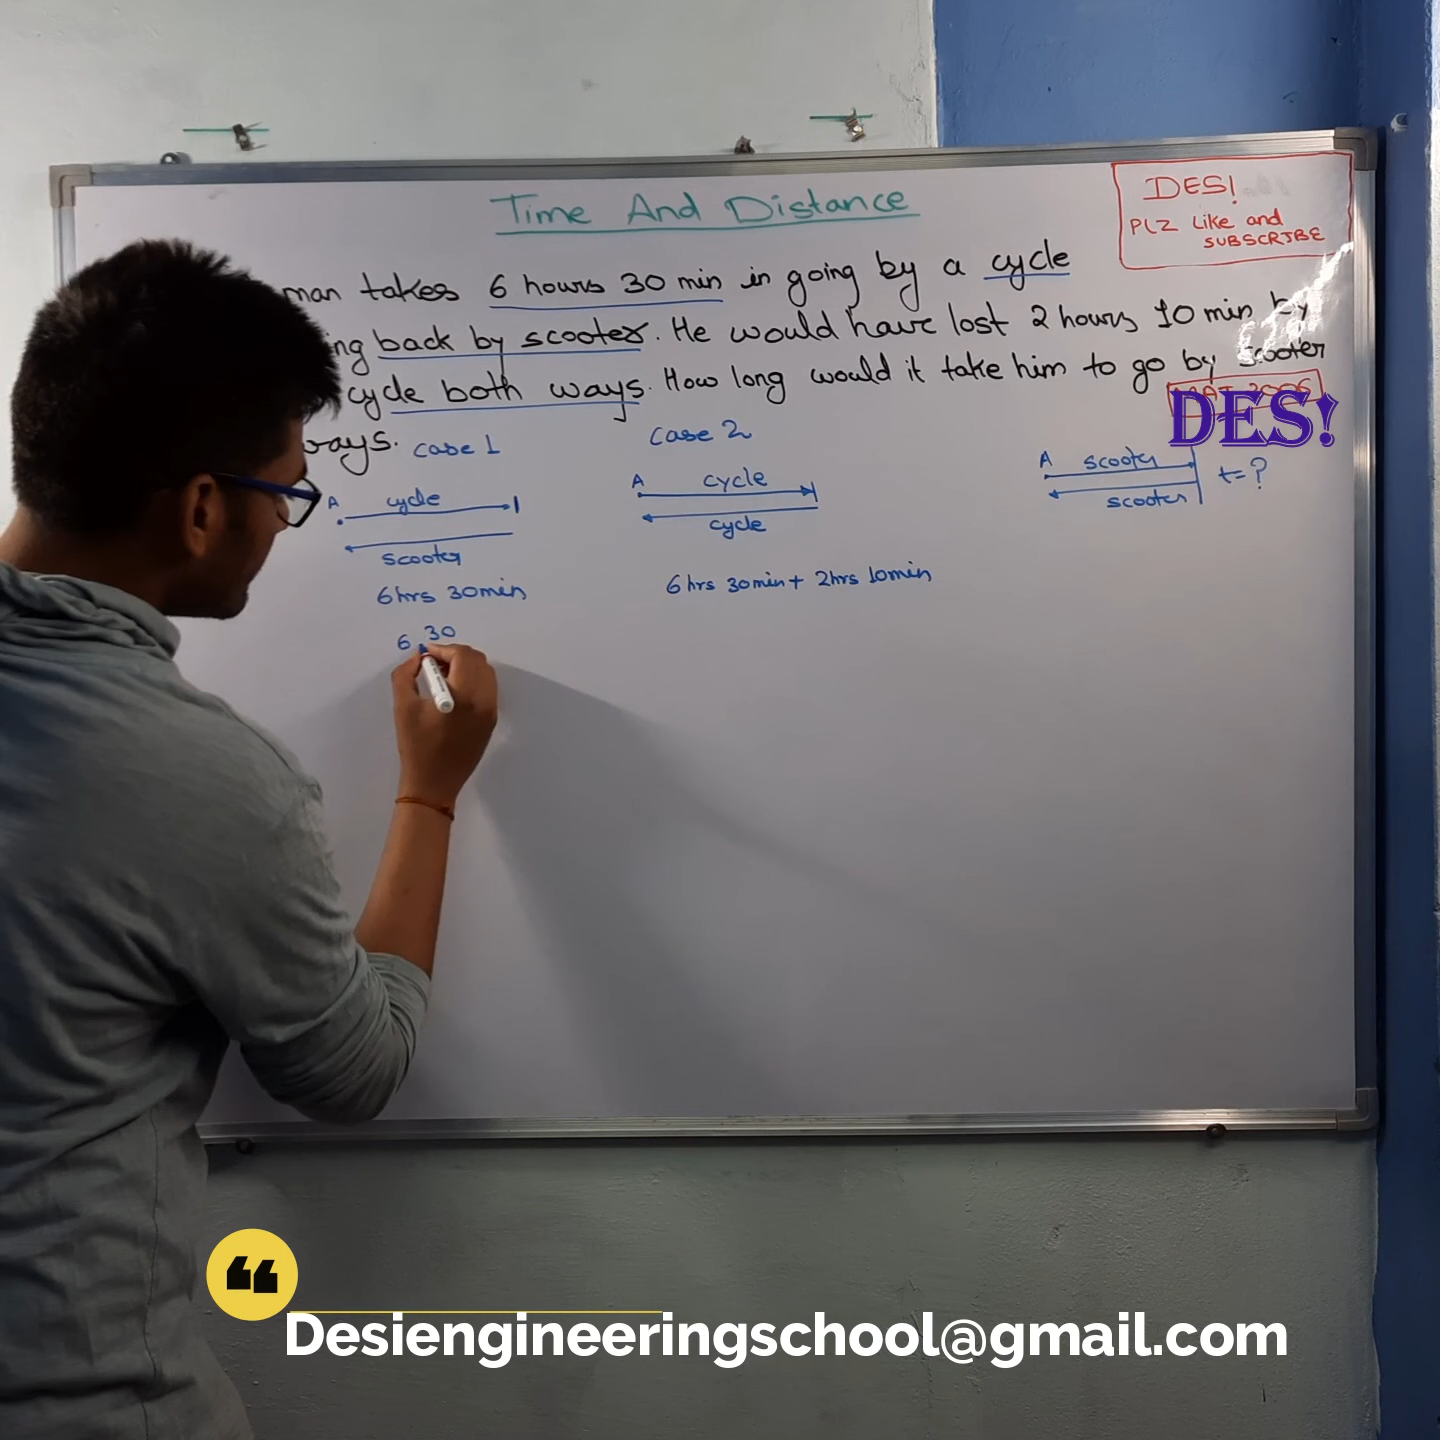 Time And Distance
DES!
PLZ Like and
SUBSCRIBE
man takes 6 hours 30 min in going by a cycle
ng back by scooter. He would have lost 2 hours 10 min by
cycle both ways. How long would it take him to go by scooter
ways.
DES!
case 1
case 2
A cycle
scooter
6hrs 30min
6 30
A cycle
cycle
6hrs 30min + 2hrs 10min
A scooter
scooter
t = ?
Desiengineeringschool@gmail.com